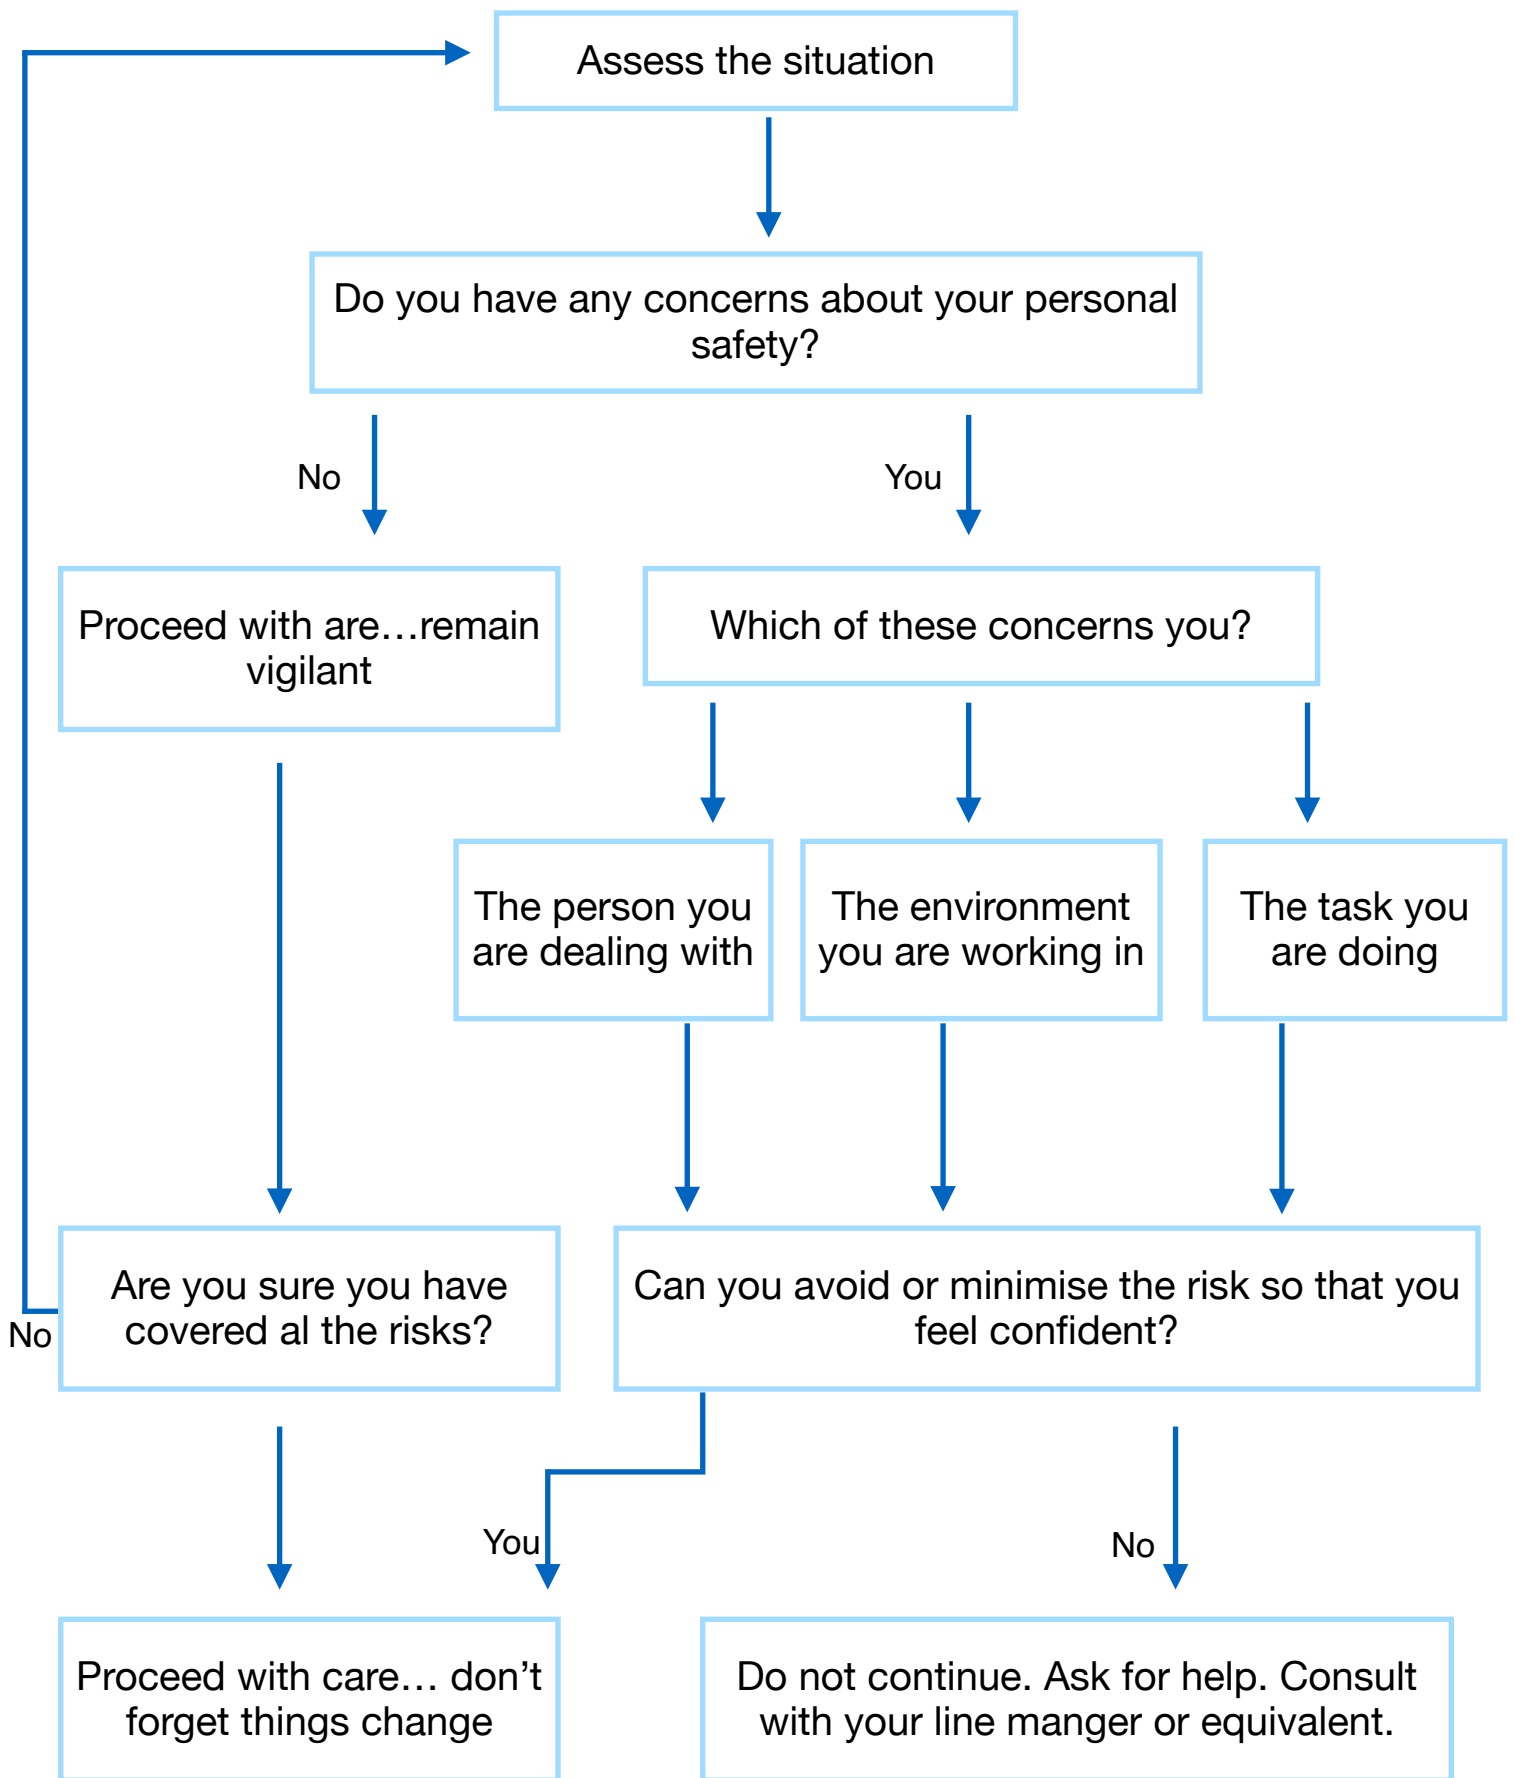 Assess the situation
Do you have any concerns about your personal
safety?
No
You
Proceed with are…remain
vigilant
Which of these concerns you?
The person you
are dealing with
The environment
you are working in
The task you
are doing
Are you sure you have
covered al the risks?
No
Can you avoid or minimise the risk so that you
feel confident?
You
No
Proceed with care… don’t
forget things change
Do not continue. Ask for help. Consult
with your line manger or equivalent.